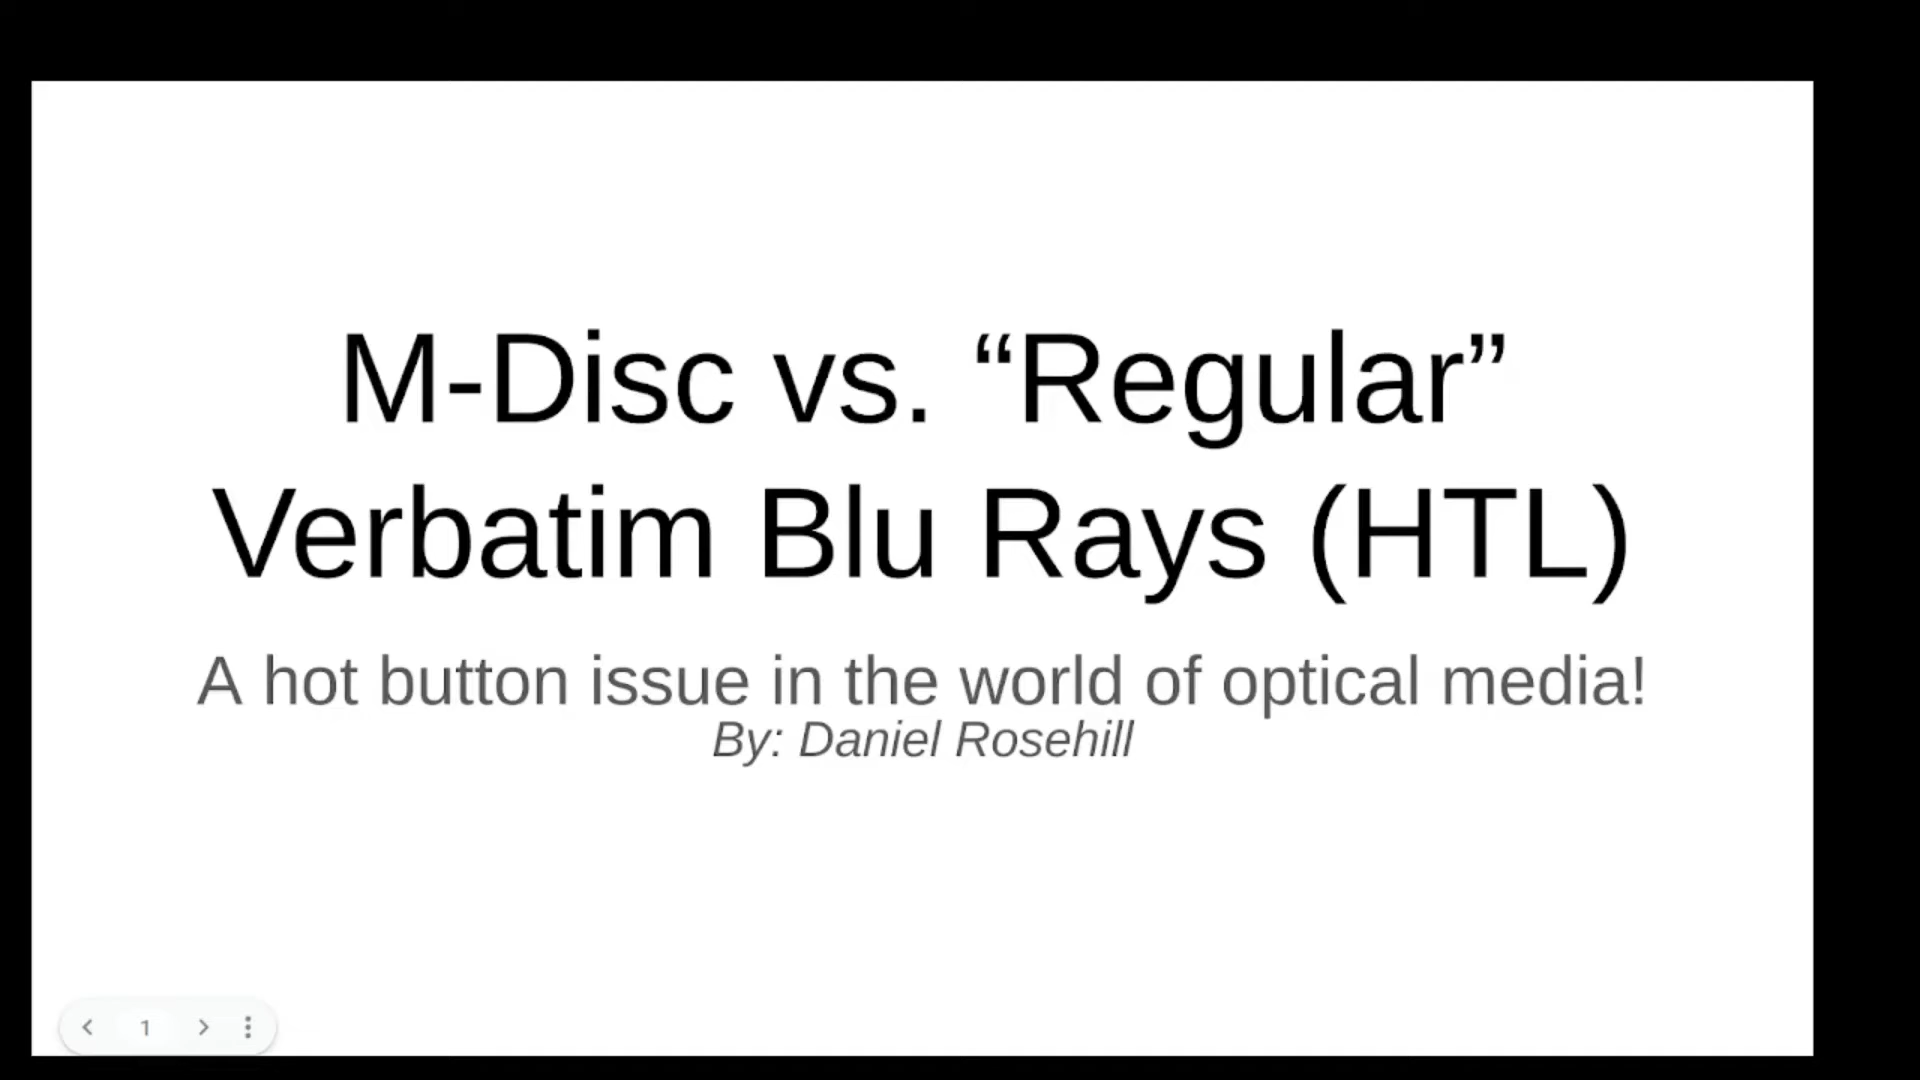 M-Disc vs. “Regular”
Verbatim Blu Rays (HTL)
A hot button issue in the world of optical media!
By: Daniel Rosehill
1